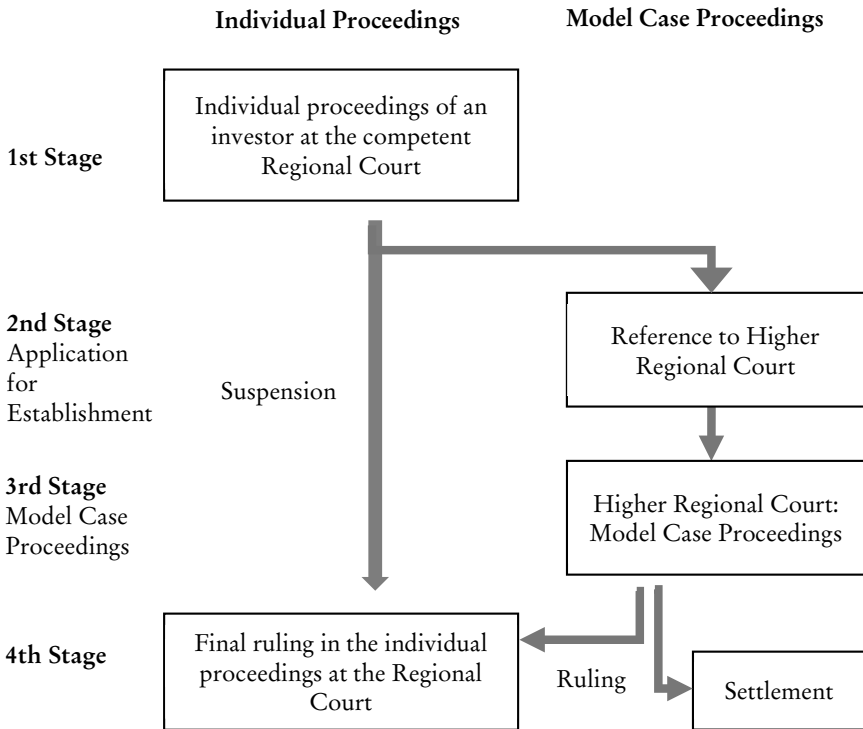 Individual Proceedings
Model Case Proceedings
1st Stage
Individual proceedings of an
investor at the competent
Regional Court
2nd Stage
Application
for
Establishment
Suspension
Reference to Higher
Regional Court
3rd Stage
Model Case
Proceedings
Higher Regional Court:
Model Case Proceedings
4th Stage
Final ruling in the individual
proceedings at the Regional
Court
Ruling
Settlement